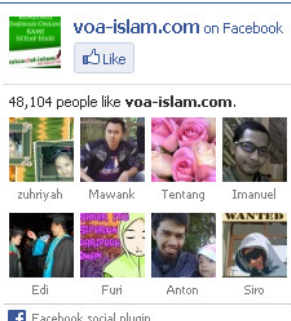 voa-islam.com on Facebook
Like
48,104 people like voa-islam.com.
zuhriyah Mawank Tentang Imanuel
WANTED
Edi Furi Anton Siro
Facebook social plugin